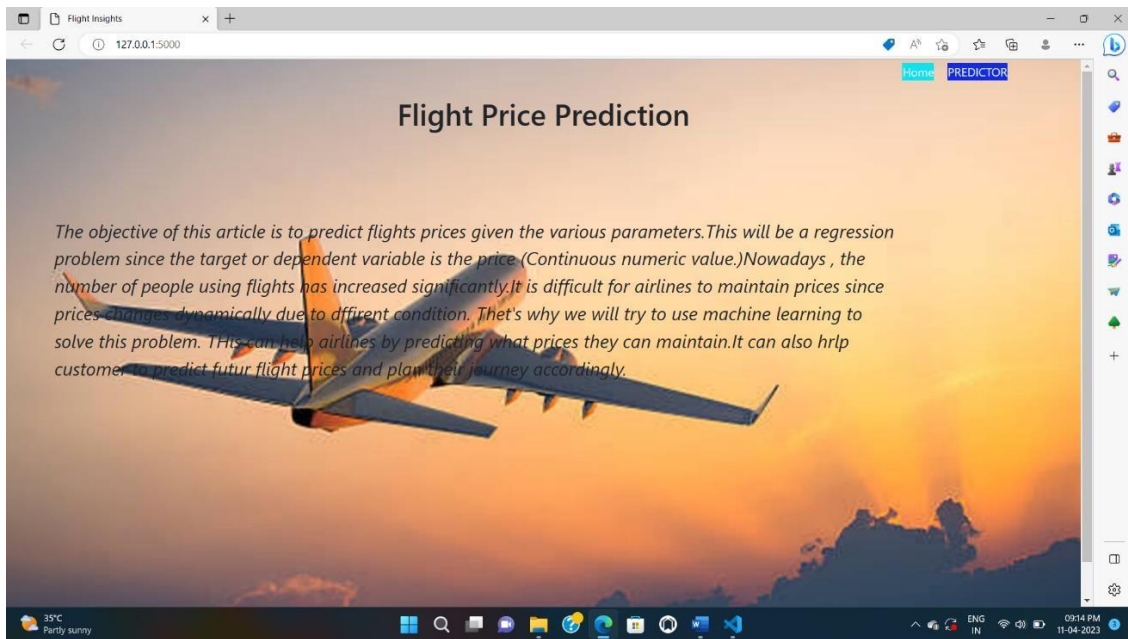 Flight Insights
127.0.0.1:5000
Home PREDICTOR
Flight Price Prediction
The objective of this article is to predict flights prices given the various parameters.This will be a regression
problem since the target or dependent variable is the price (Continuous numeric value.)Nowadays , the
number of people using flights has increased significantly.It is difficult for airlines to maintain prices since
prices changes dynamically due to dffirent condition. Thet's why we will try to use machine learning to
solve this problem. THis can help airlines by predicting what prices they can maintain.It can also hrlp
customer to predict futur flight prices and plan their journey accordingly.
35°C
Partly sunny
ENG
IN
09:14 PM
11-04-2023
3